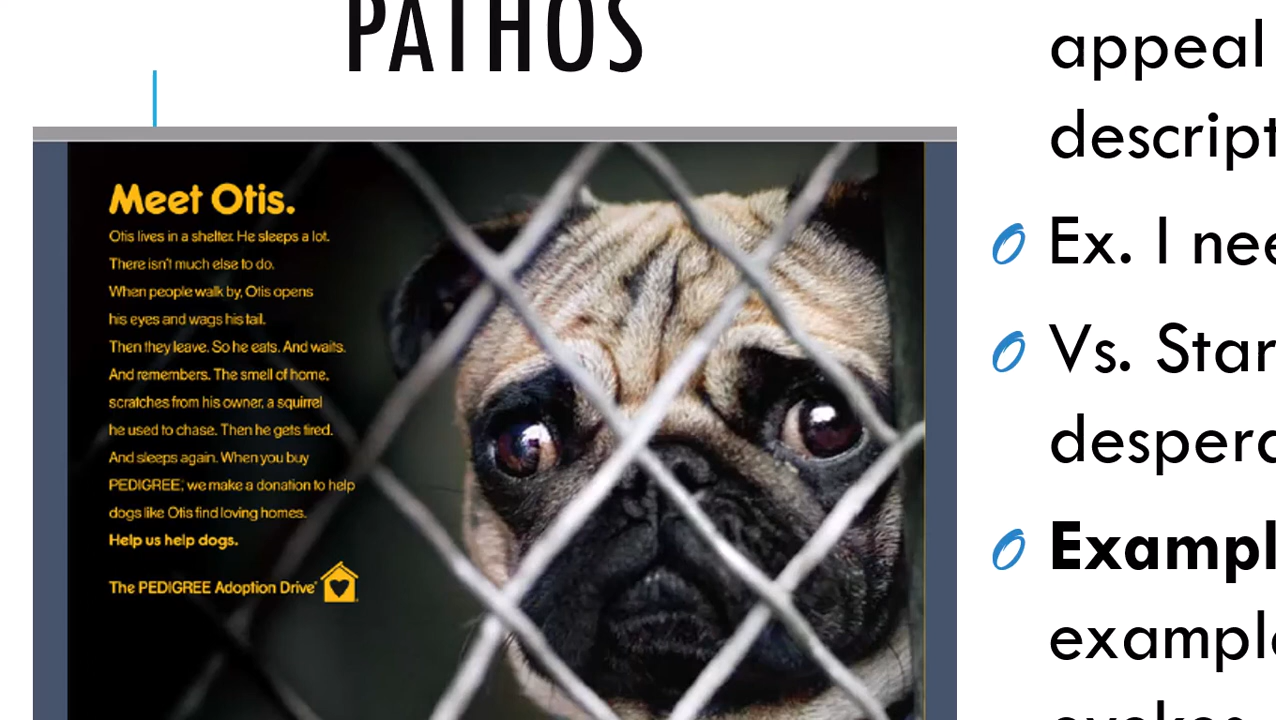 PATHOS
Meet Otis.
Otis lives in a shelter. He sleeps a lot.
There isn't much else to do.
When people walk by, Otis opens
his eyes and wags his tail.
Then they leave. So he eats. And waits.
And remembers. The smell of home,
scratches from his owner, a squirrel
he used to chase. Then he gets tired.
And sleeps again. When you buy
PEDIGREE, we make a donation to help
dogs like Otis find loving homes.
Help us help dogs.
The PEDIGREE Adoption Drive
appeal
descript
Ex. I nee
Vs. Star
despera
Exampl
example
evokes